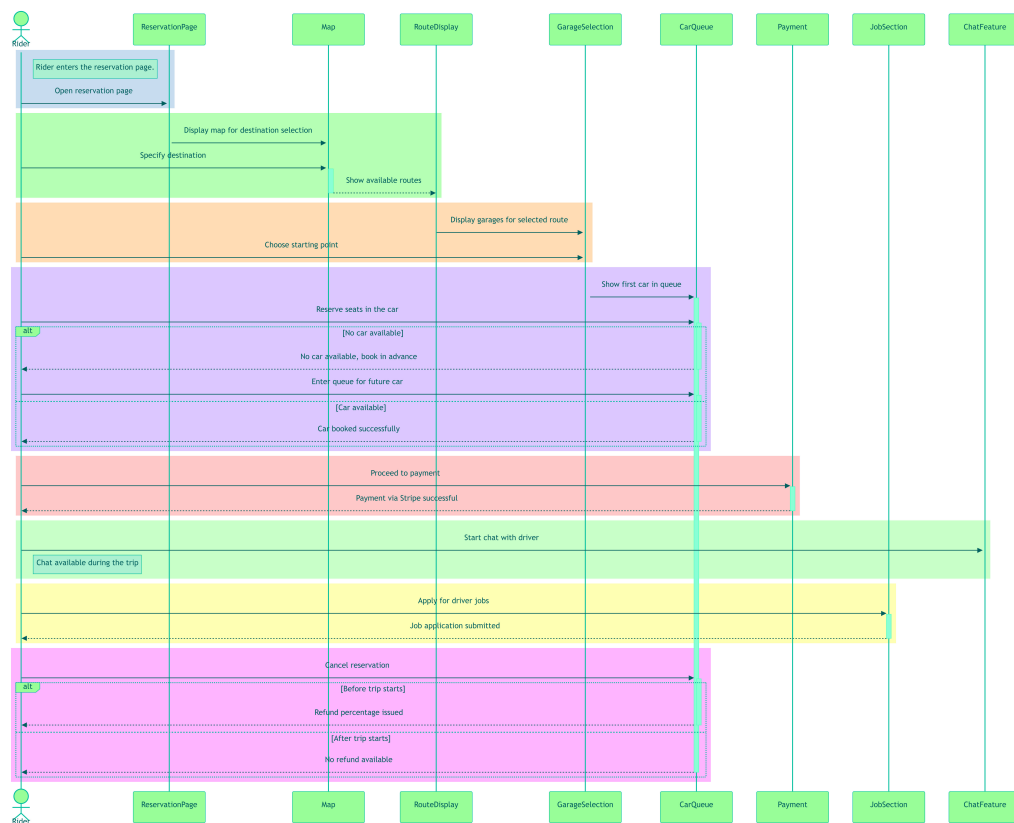 Rider
ReservationPage
Map
RouteDisplay
GarageSelection
CarQueue
Payment
JobSection
ChatFeature
Rider enters the reservation page.
Open reservation page
Display map for destination selection
Specify destination
Show available routes
Display garages for selected route
Choose starting point
Show first car in queue
Reserve seats in the car
alt
[No car available]
No car available, book in advance
Enter queue for future car
[Car available]
Car booked successfully
Proceed to payment
Payment via Stripe successful
Start chat with driver
Chat available during the trip
Apply for driver jobs
Job application submitted
Cancel reservation
alt
[Before trip starts]
Refund percentage issued
[After trip starts]
No refund available
Rider
ReservationPage
Map
RouteDisplay
GarageSelection
CarQueue
Payment
JobSection
ChatFeature